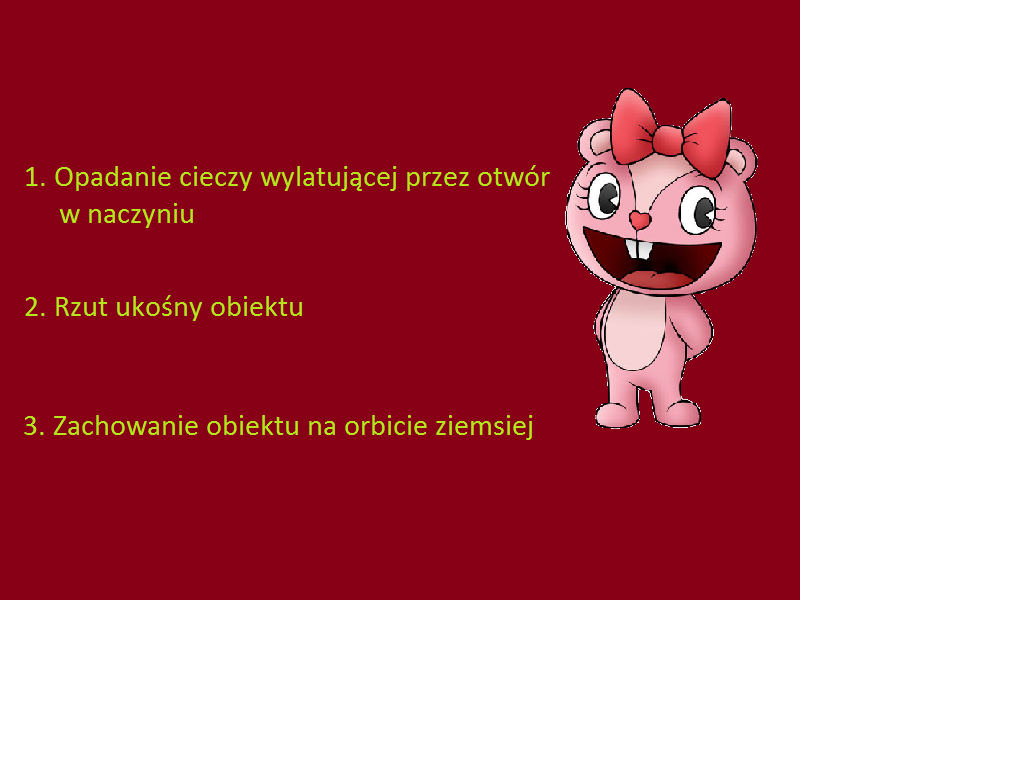 1. Opadanie cieczy wylatującej przez otwór
w naczyniu
2. Rzut ukośny obiektu
3. Zachowanie obiektu na orbicie ziemsiej